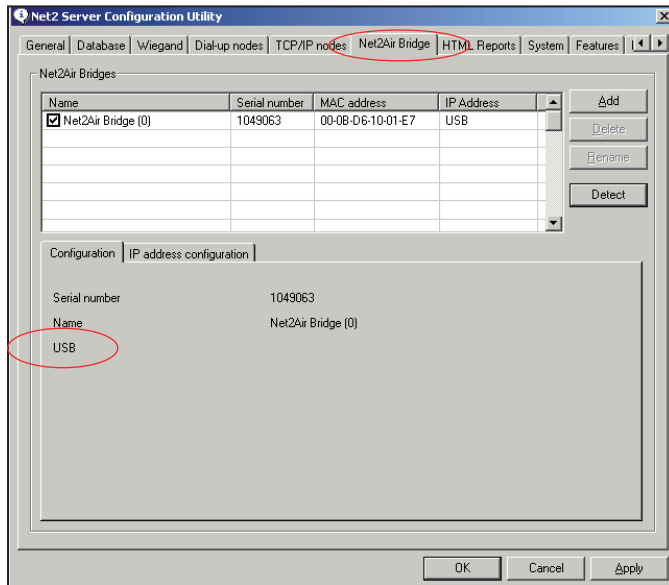 Net2 Server Configuration Utility
General Database Wiegand Dial-up nodes TCP/IP nodes Net2Air Bridge HTML Reports System Features
Net2Air Bridges
Name Serial number MAC address IP Address
Net2Air Bridge (0) 1049063 00-0B-D6-10-01-E7 USB
Add
Delete
Rename
Detect
Configuration IP address configuration
Serial number 1049063
Name Net2Air Bridge (0)
USB
OK Cancel Apply